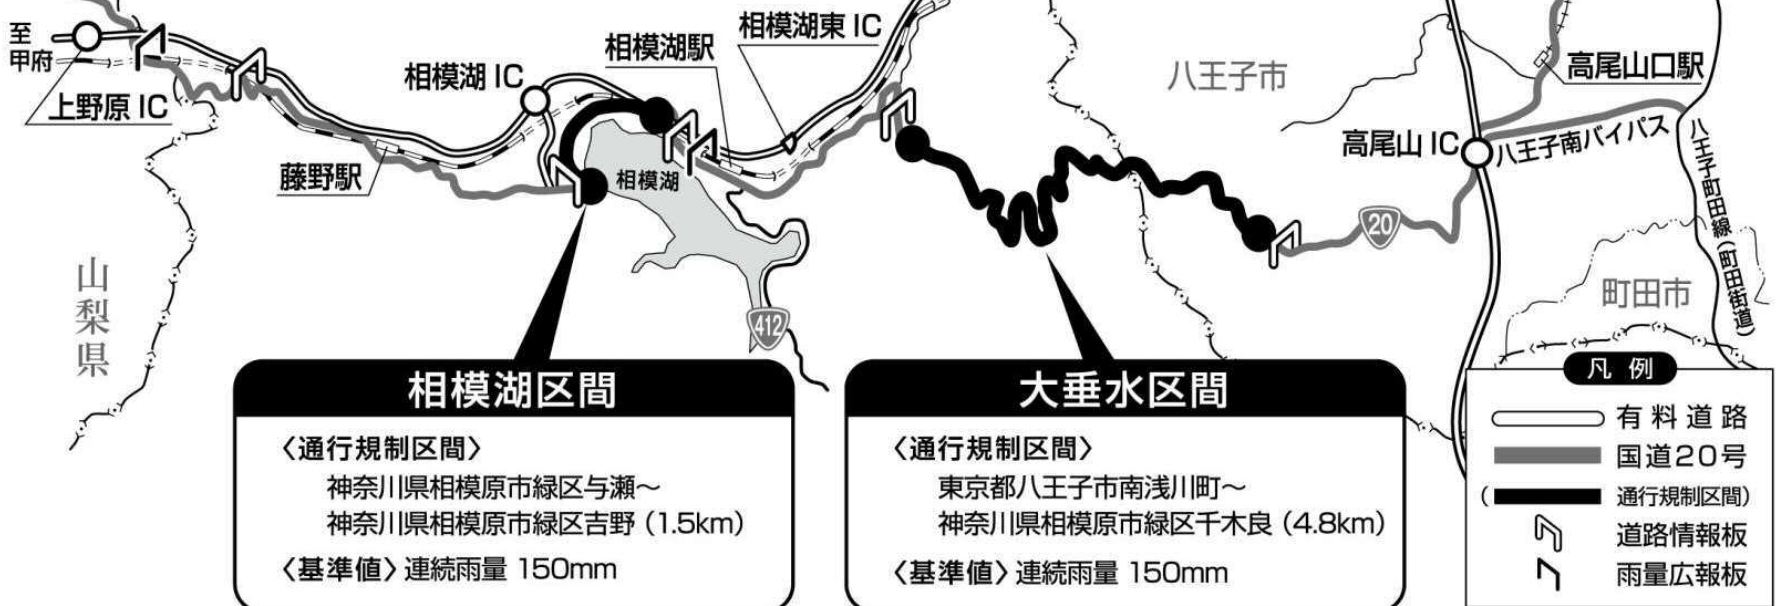 至
甲府
上野原 IC
藤野駅
相模湖 IC
相模湖駅
相模湖東 IC
相模湖
八王子市
高尾山口駅
高尾山 IC
八王子南バイパス
八王子町田線(町田街道)
20
町田市
山梨県
412
相模湖区間
〈通行規制区間〉
神奈川県相模原市緑区与瀬〜
神奈川県相模原市緑区吉野(1.5km)
〈基準値〉連続雨量 150mm
大垂水区間
〈通行規制区間〉
東京都八王子市南浅川町〜
神奈川県相模原市緑区千木良(4.8km)
〈基準値〉連続雨量 150mm
凡 例
有料道路
国道20号
(通行規制区間)
道路情報板
雨量広報板